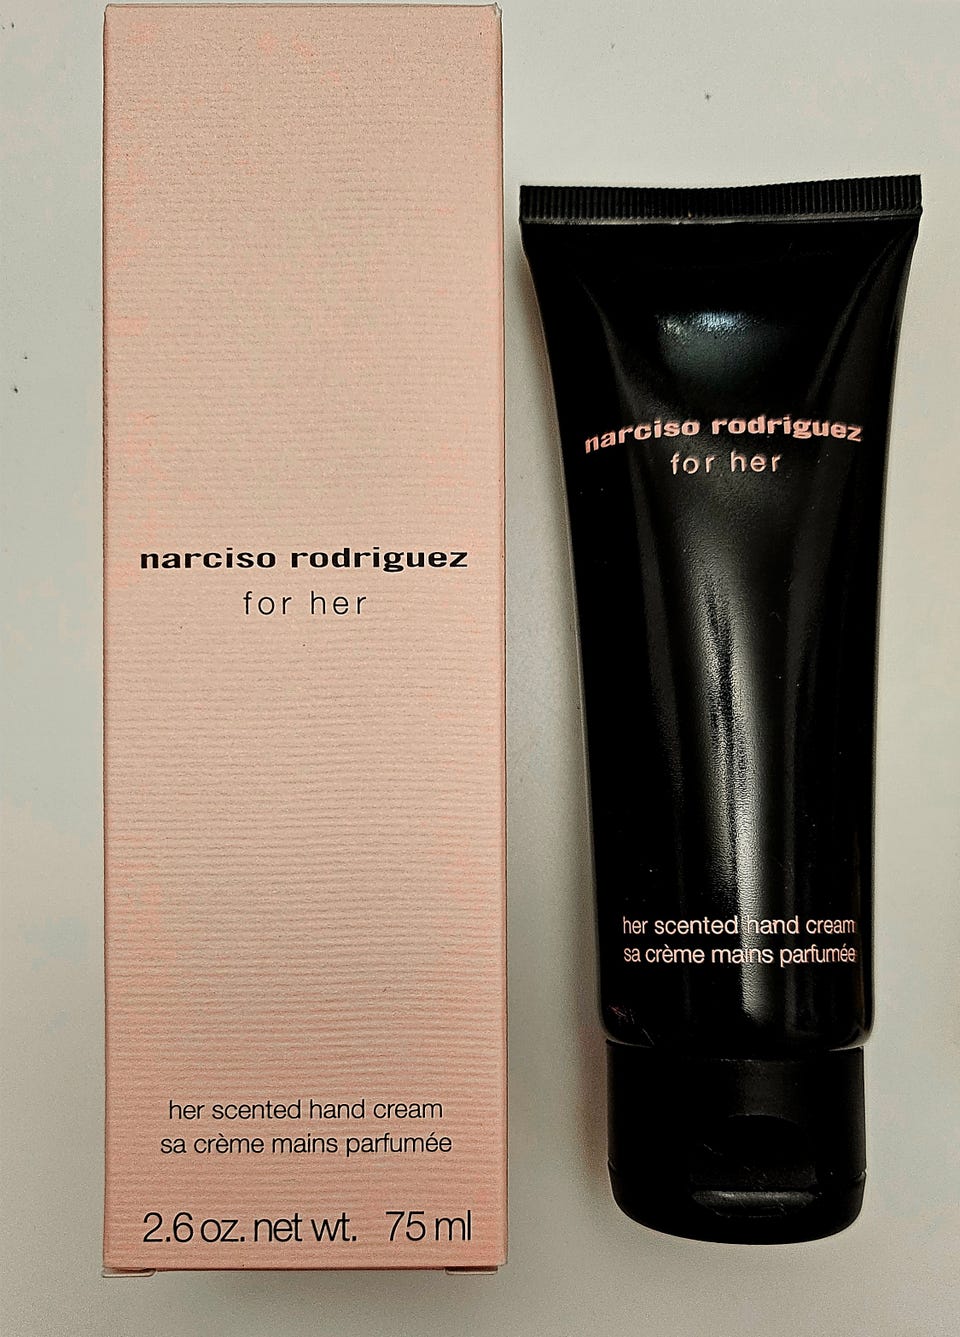 narciso rodriguez
for her
her scented hand cream
sa crème mains parfumée
2.6 oz. net wt. 75 ml
narciso rodriguez
for her
her scented hand cream
sa crème mains parfumée